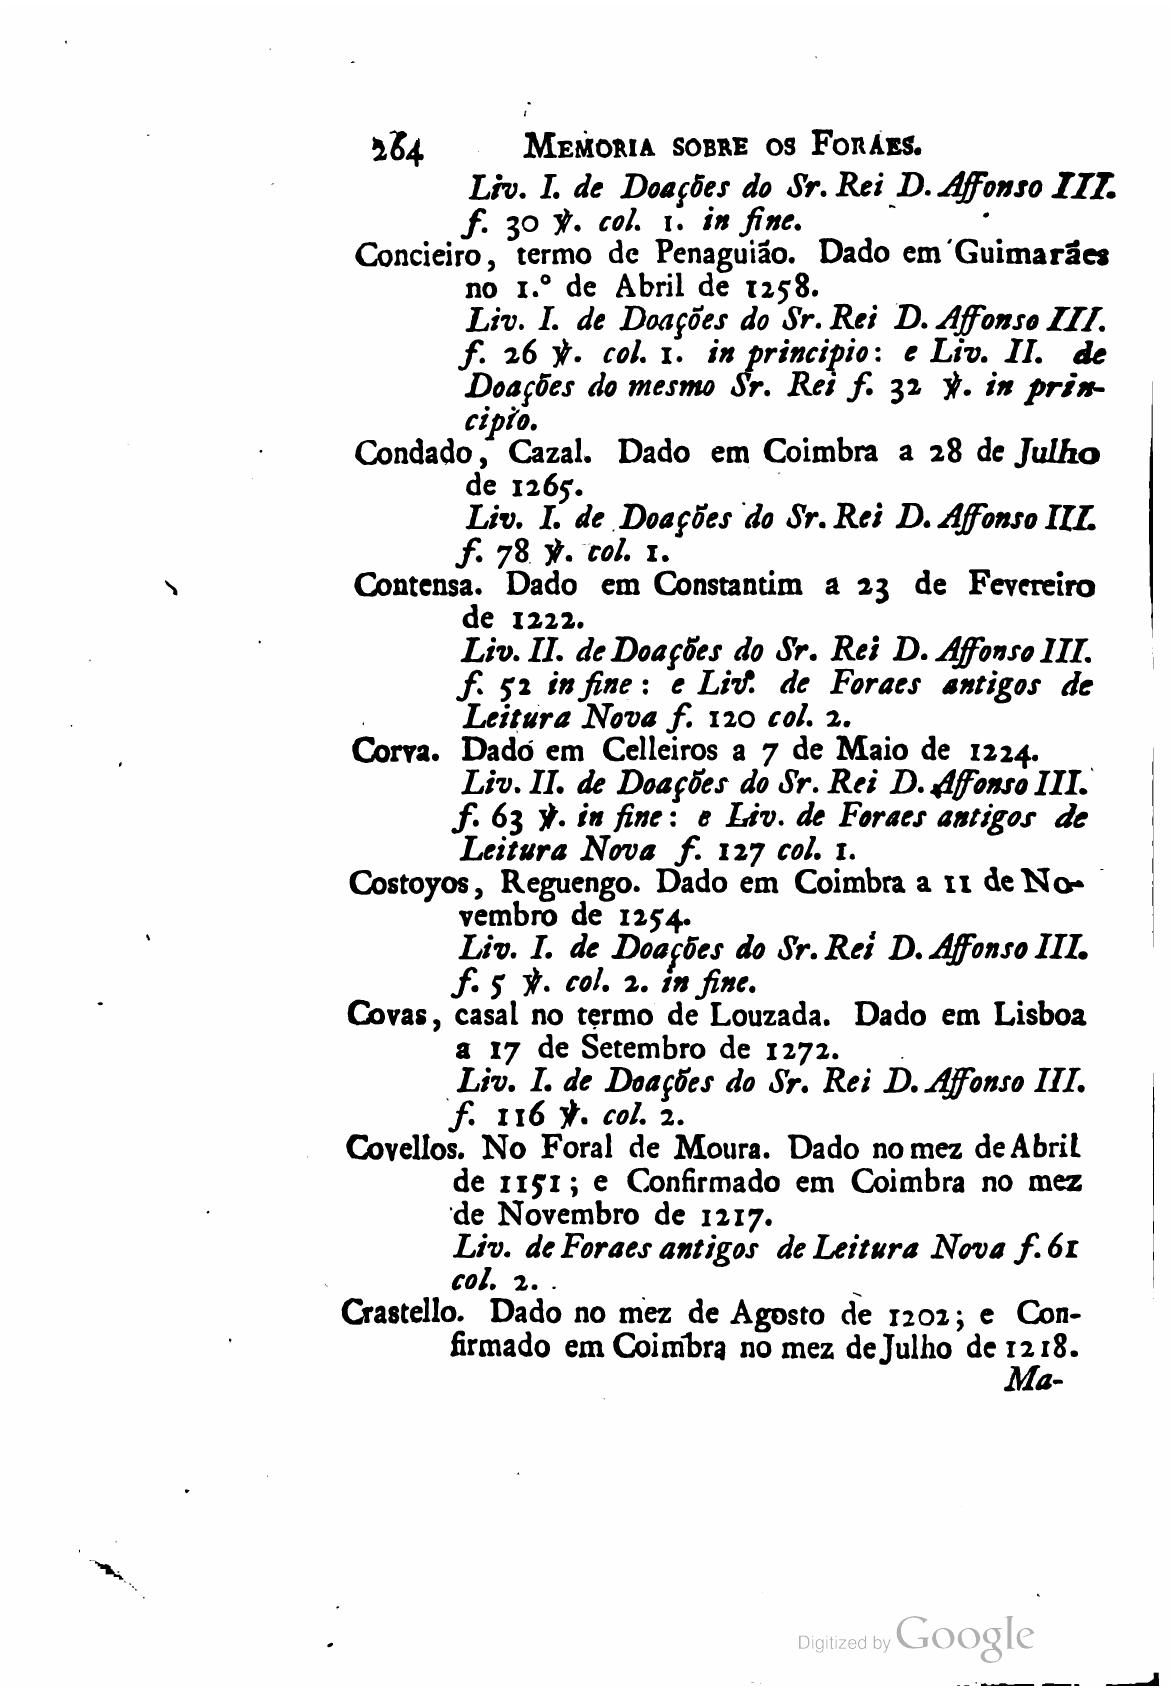 264 MEMORIA SOBRE OS FORAES.
Liv. I. de Doações do Sr. Rei D. Affonso III.
f. 30 ℣. col. 1. in fine.
Concieiro, termo de Penaguião. Dado em Guimarães
no 1.º de Abril de 1258.
Liv. I. de Doações do Sr. Rei D. Affonso III.
f. 26 ℣. col. 1. in principio: e Liv. II. de
Doações do mesmo Sr. Rei f. 32 ℣. in prin-
cipio.
Condado, Cazal. Dado em Coimbra a 28 de Julho
de 1265.
Liv. I. de Doações do Sr. Rei D. Affonso III.
f. 78 ℣. col. 1.
Contensa. Dado em Constantim a 23 de Fevereiro
de 1222.
Liv. II. de Doações do Sr. Rei D. Affonso III.
f. 52 in fine: e Liv. de Foraes antigos de
Leitura Nova f. 120 col. 2.
Corva. Dado em Celleiros a 7 de Maio de 1224.
Liv. II. de Doações do Sr. Rei D. Affonso III.
f. 63 ℣. in fine: e Liv. de Foraes antigos de
Leitura Nova f. 127 col. 1.
Costoyos, Reguengo. Dado em Coimbra a 11 de No-
vembro de 1254.
Liv. I. de Doações do Sr. Rei D. Affonso III.
f. 5 ℣. col. 2. in fine.
Covas, casal no termo de Louzada. Dado em Lisboa
a 17 de Setembro de 1272.
Liv. I. de Doações do Sr. Rei D. Affonso III.
f. 116 ℣. col. 2.
Covellos. No Foral de Moura. Dado no mez de Abril
de 1151; e Confirmado em Coimbra no mez
de Novembro de 1217.
Liv. de Foraes antigos de Leitura Nova f. 61
col. 2.
Crastello. Dado no mez de Agosto de 1202; e Con-
firmado em Coimbra no mez de Julho de 1218.
Ma-
Digitized by Google